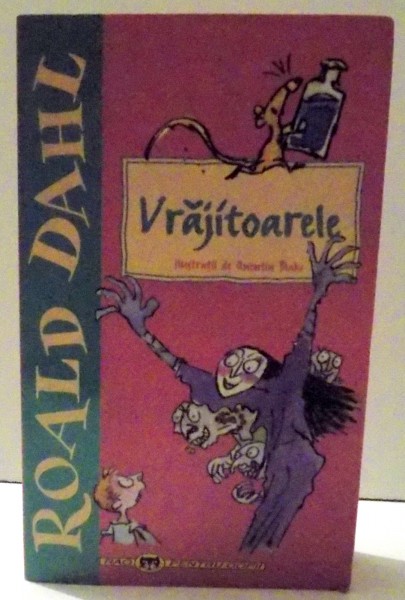 ROALD DAHL
Vrăjitoarele
ilustrații de Quentin Blake